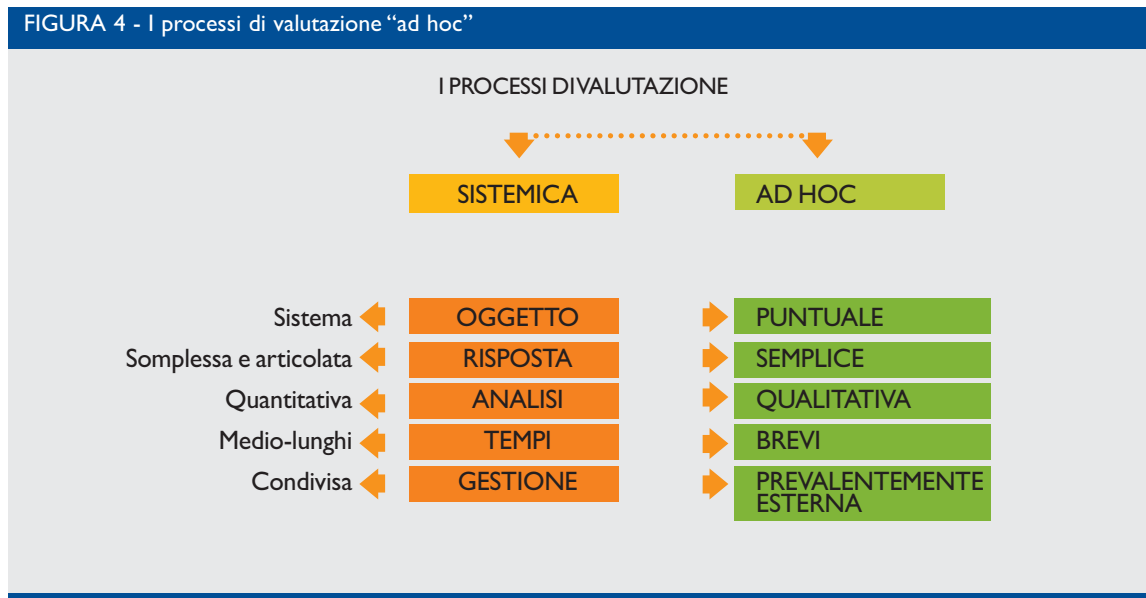 FIGURA 4 - I processi di valutazione “ad hoc”
I PROCESSI DIVALUTAZIONE
SISTEMICA
AD HOC
Sistema
OGGETTO
PUNTUALE
Somplessa e articolata
RISPOSTA
SEMPLICE
Quantitativa
ANALISI
QUALITATIVA
Medio-lunghi
TEMPI
BREVI
Condivisa
GESTIONE
PREVALENTEMENTE
ESTERNA